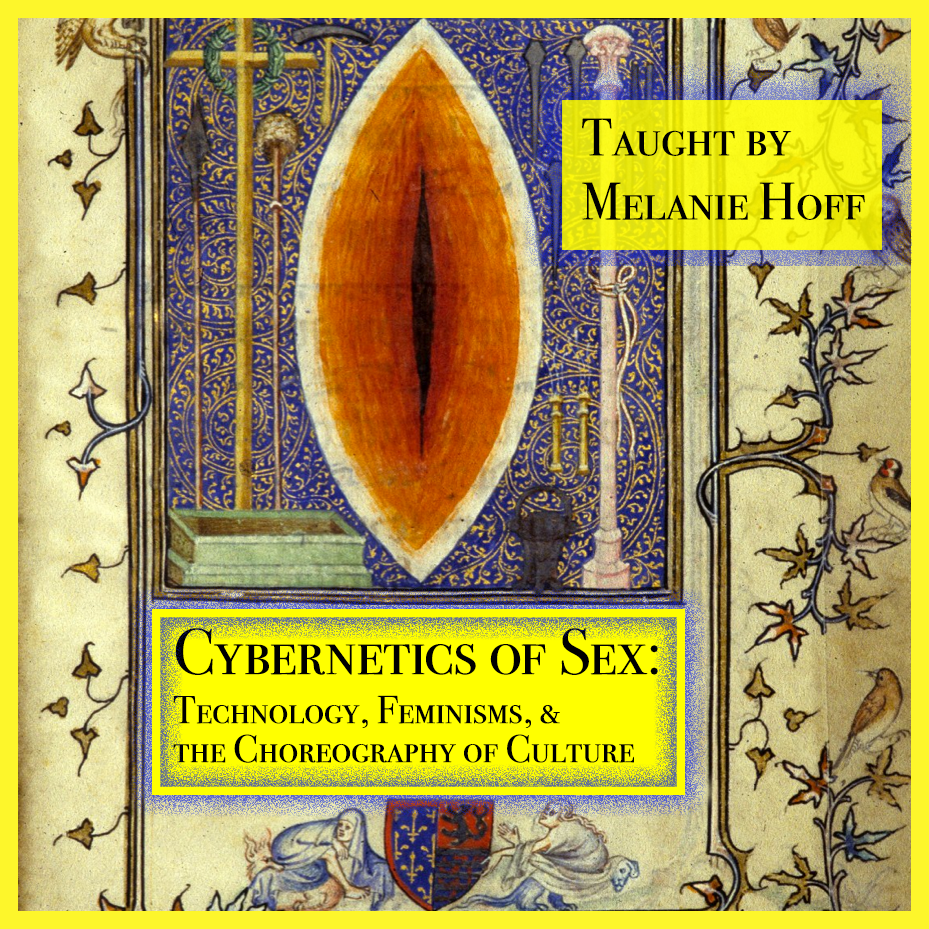 Taught by
Melanie Hoff
Cybernetics of Sex:
Technology, Feminisms, &
the Choreography of Culture